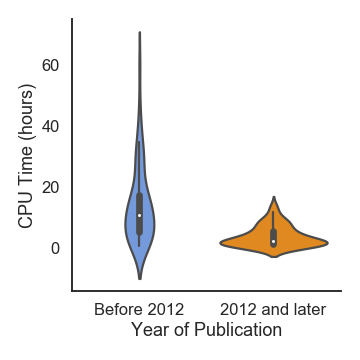 CPU Time (hours)
60
40
20
0
Before 2012
2012 and later
Year of Publication